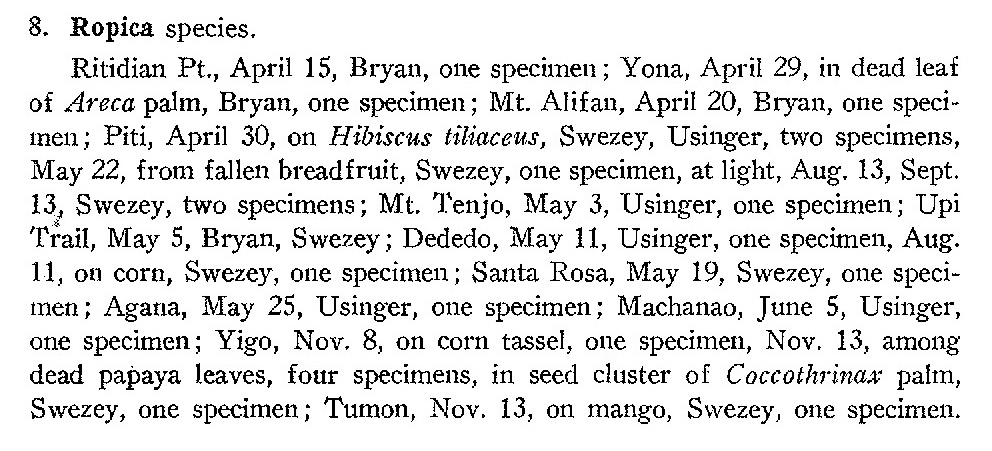 8. Ropica species.
Ritidian Pt., April 15, Bryan, one specimen; Yona, April 29, in dead leaf
of Areca palm, Bryan, one specimen; Mt. Alifan, April 20, Bryan, one speci-
men; Piti, April 30, on Hibiscus tiliaceus, Swezey, Usinger, two specimens,
May 22, from fallen breadfruit, Swezey, one specimen, at light, Aug. 13, Sept.
13, Swezey, two specimens; Mt. Tenjo, May 3, Usinger, one specimen; Upi
Trail, May 5, Bryan, Swezey; Dededo, May 11, Usinger, one specimen, Aug.
11, on corn, Swezey, one specimen; Santa Rosa, May 19, Swezey, one speci-
men; Agana, May 25, Usinger, one specimen; Machanao, June 5, Usinger,
one specimen; Yigo, Nov. 8, on corn tassel, one specimen, Nov. 13, among
dead papaya leaves, four specimens, in seed cluster of Coccothrinax palm,
Swezey, one specimen; Tumon, Nov. 13, on mango, Swezey, one specimen.